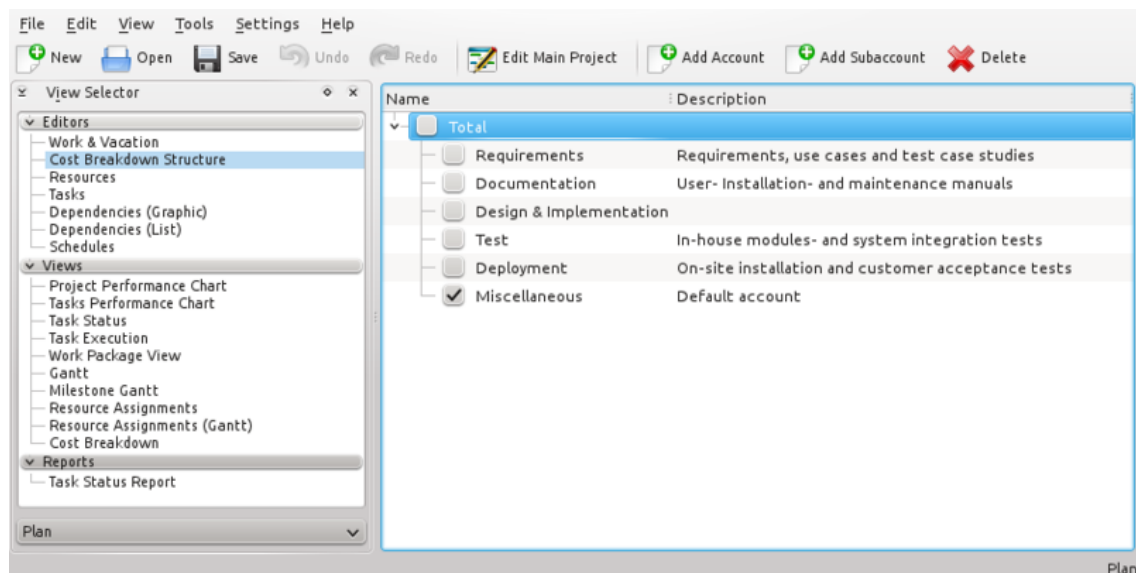 File Edit View Tools Settings Help
New Open Save Undo Redo Edit Main Project Add Account Add Subaccount Delete
View Selector
Editors
Work & Vacation
Cost Breakdown Structure
Resources
Tasks
Dependencies (Graphic)
Dependencies (List)
Schedules
Views
Project Performance Chart
Tasks Performance Chart
Task Status
Task Execution
Work Package View
Gantt
Milestone Gantt
Resource Assignments
Resource Assignments (Gantt)
Cost Breakdown
Reports
Task Status Report
Plan
Name Description
Total
Requirements Requirements, use cases and test case studies
Documentation User- Installation- and maintenance manuals
Design & Implementation
Test In-house modules- and system integration tests
Deployment On-site installation and customer acceptance tests
Miscellaneous Default account
Plan